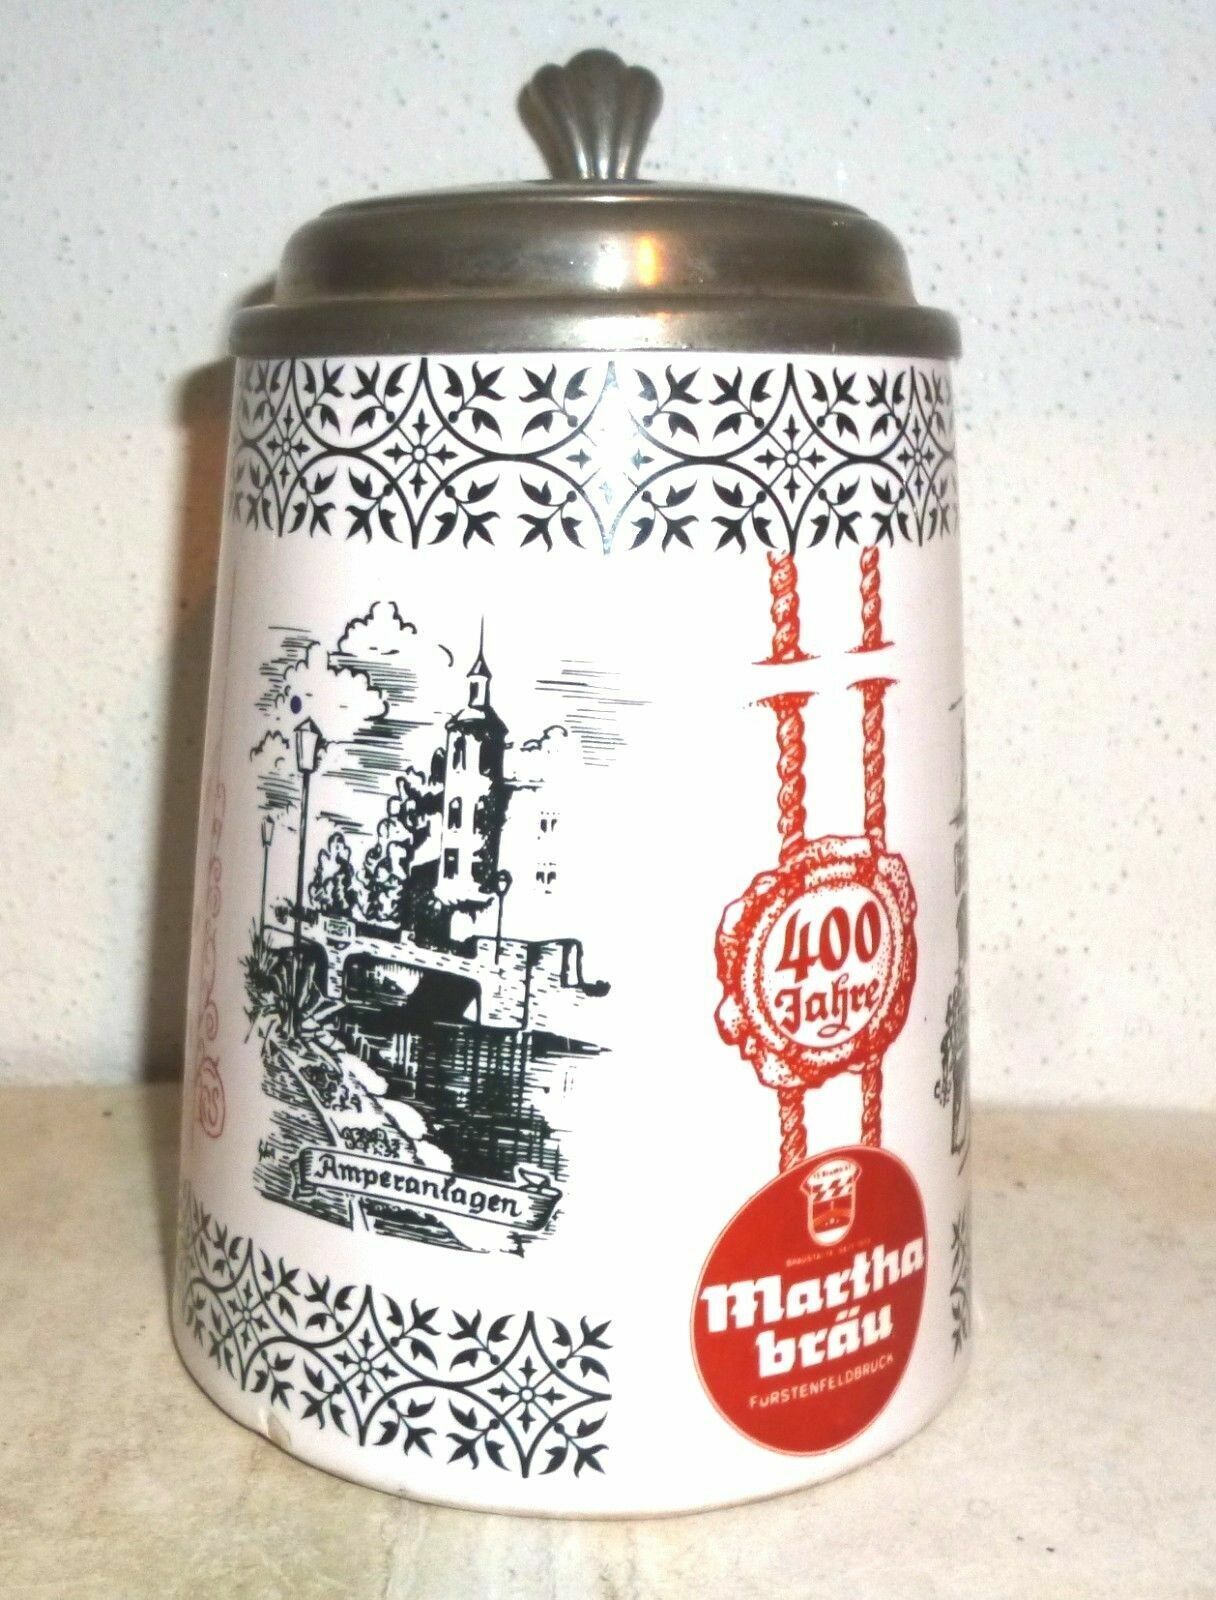 400
Jahre
Amperanlagen
Martha
bräu
FÜRSTENFELDBRUCK